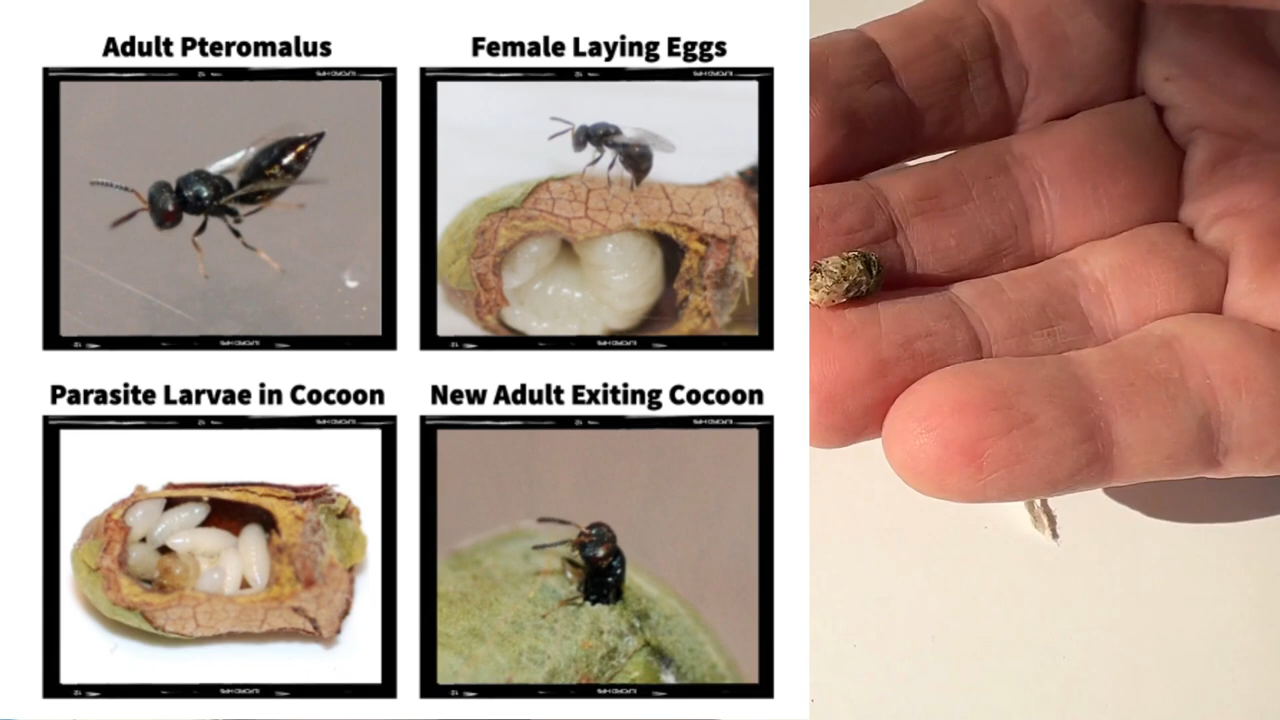 Adult Pteromalus
Female Laying Eggs
Parasite Larvae in Cocoon
New Adult Exiting Cocoon